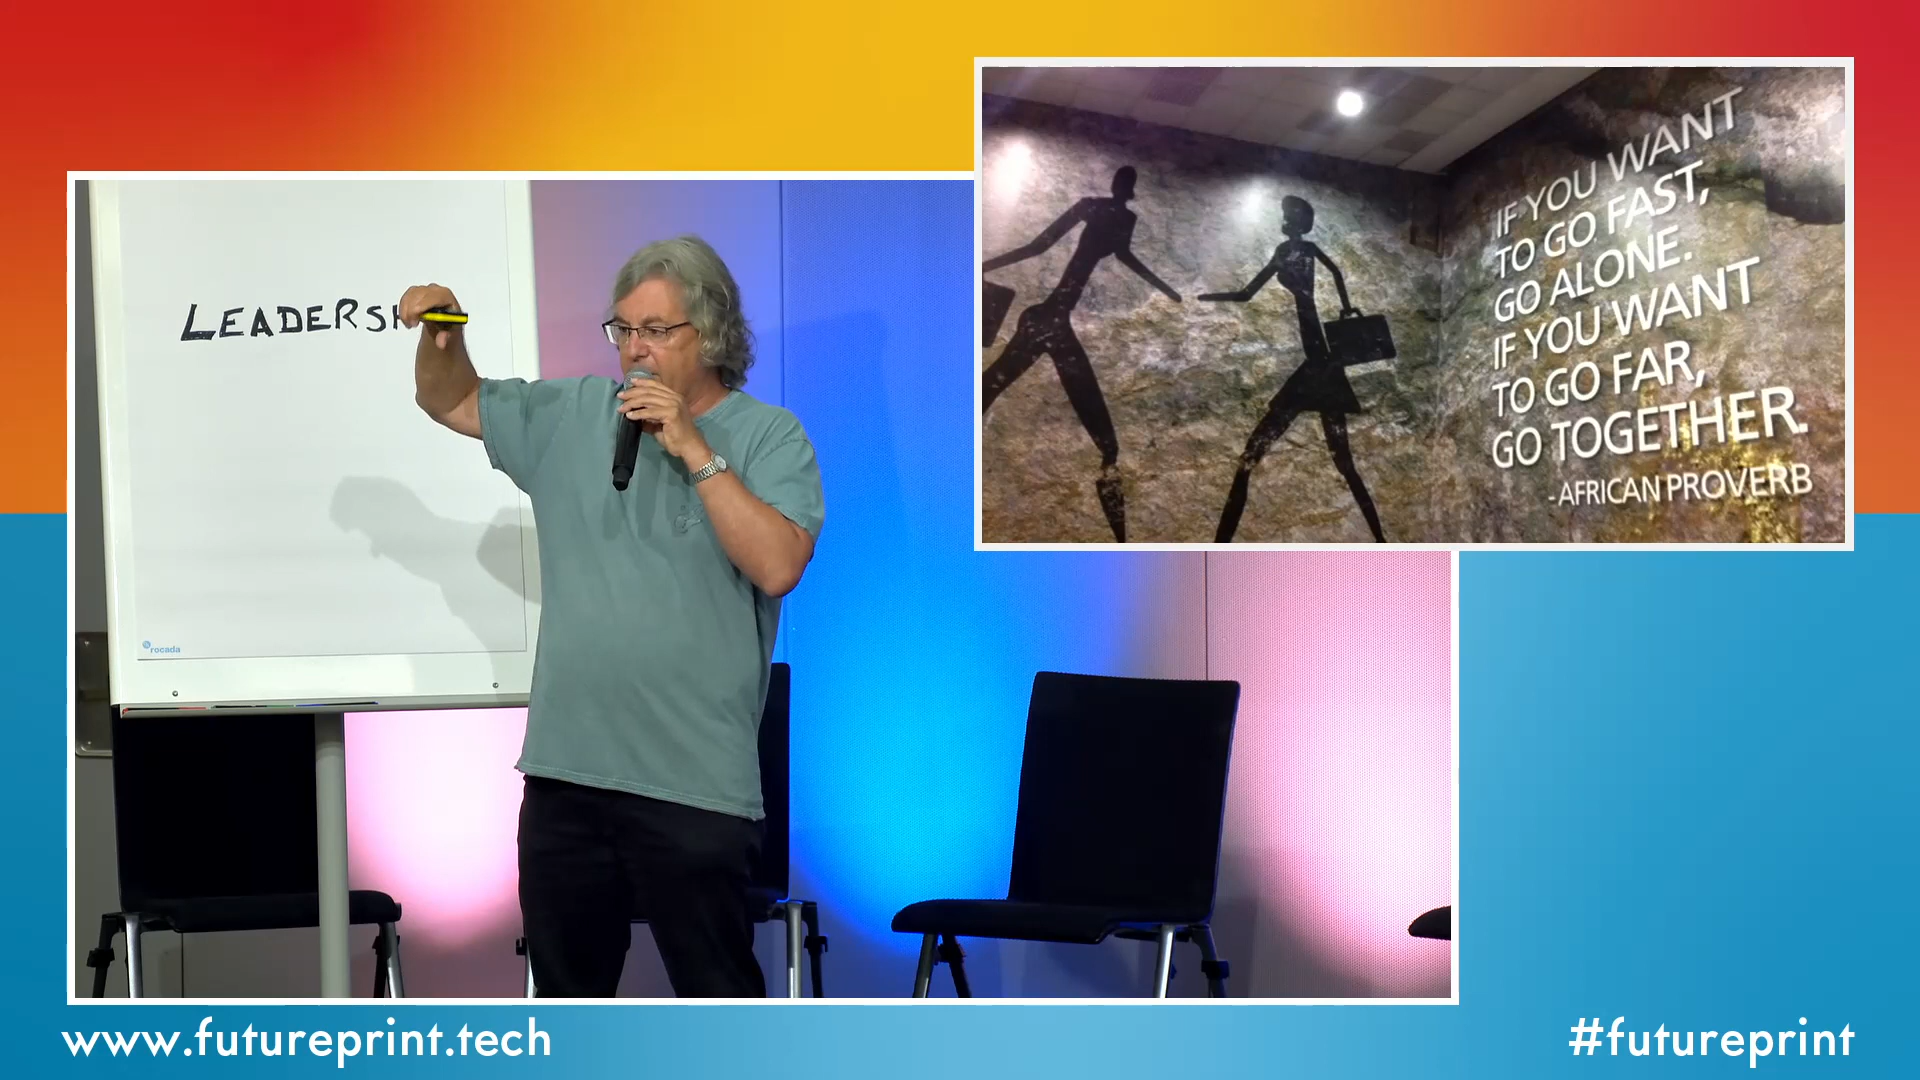 IF YOU WANT
TO GO FAST,
GO ALONE.
IF YOU WANT
TO GO FAR,
GO TOGETHER.
-AFRICAN PROVERB
rocada
www.futureprint.tech
#futureprint